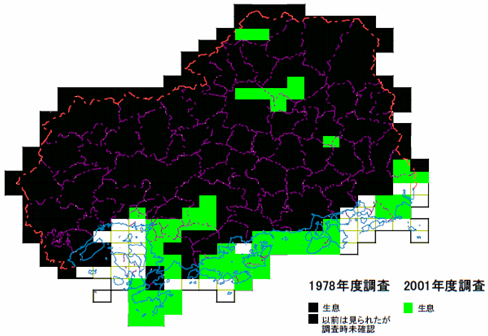 1978年度調査
2001年度調査
生息
生息
以前は見られたが
調査時未確認